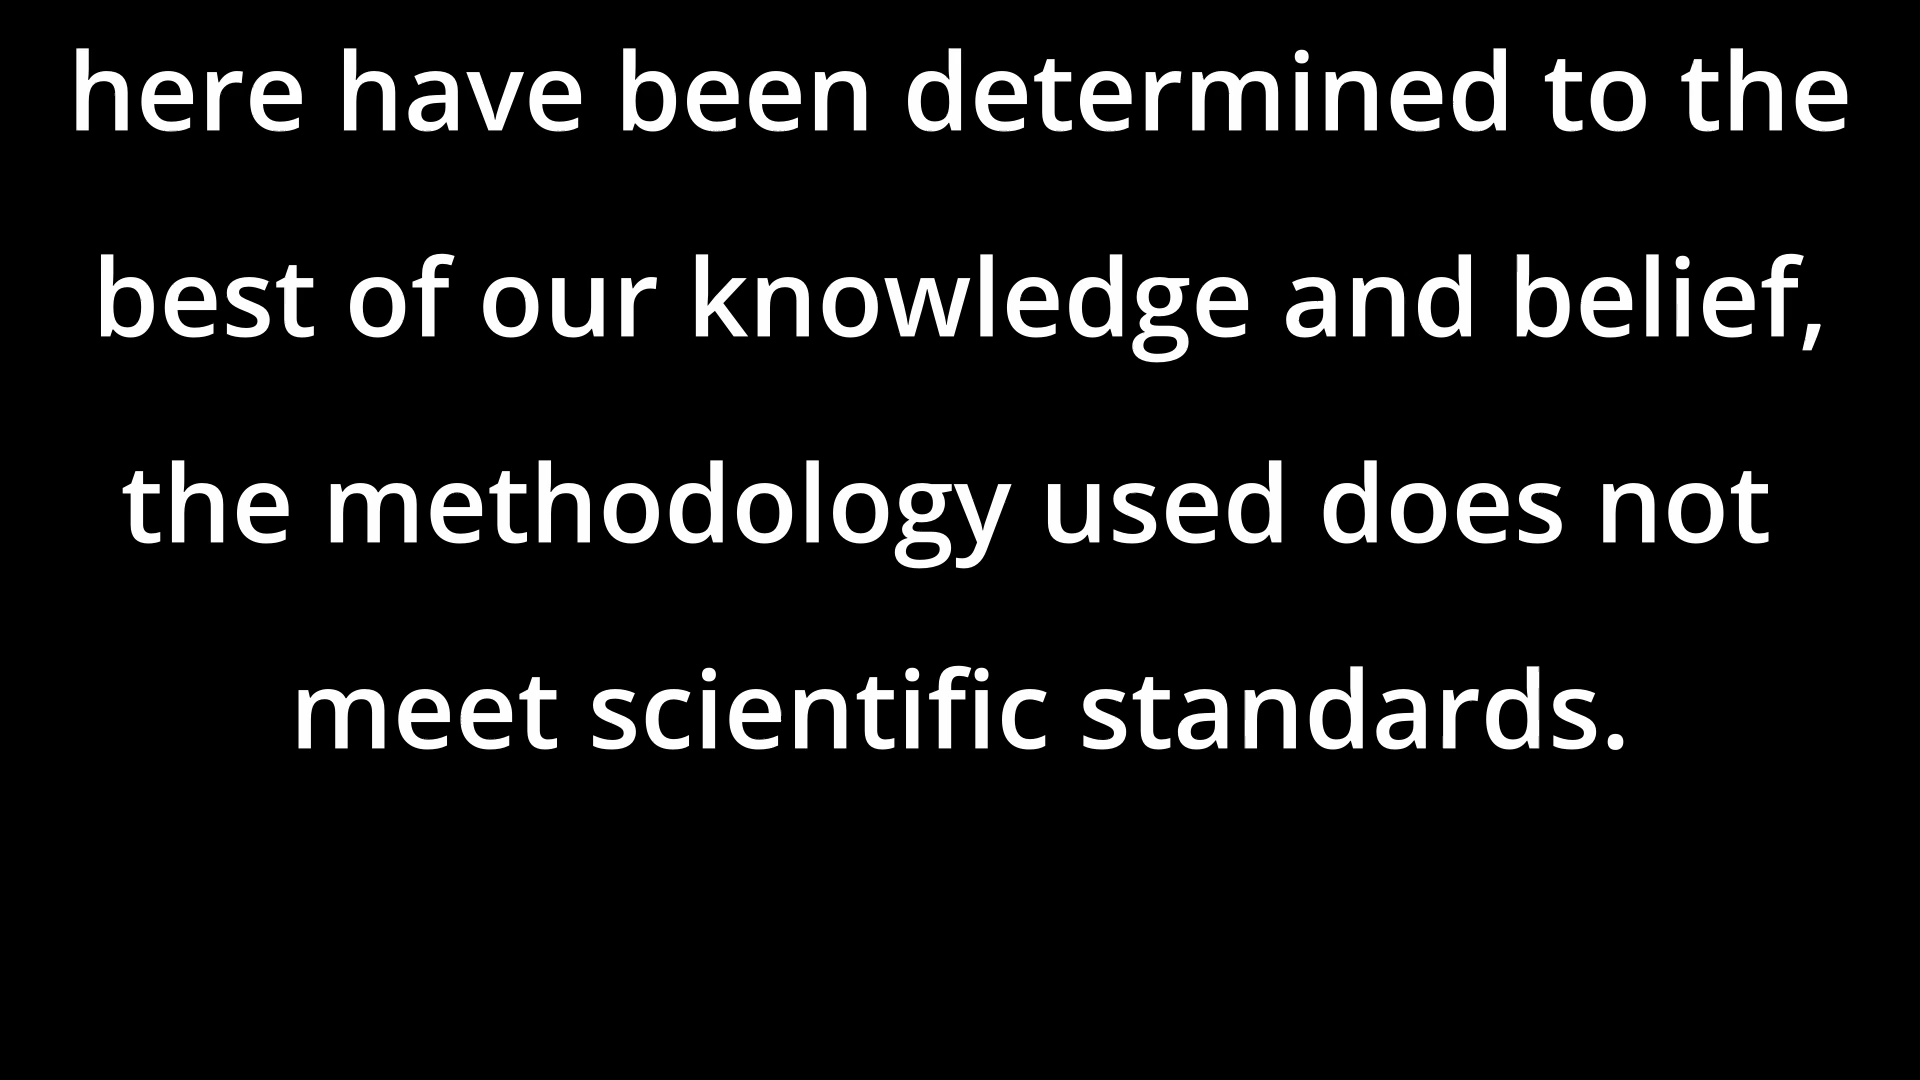 here have been determined to the
best of our knowledge and belief,
the methodology used does not
meet scientific standards.